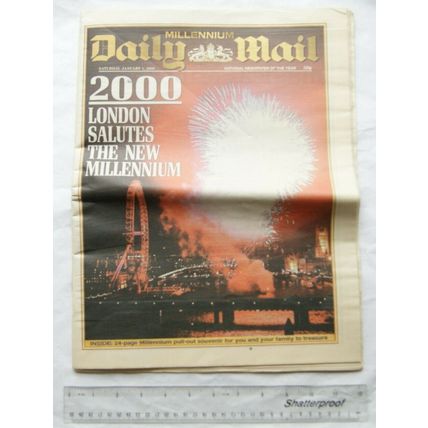 MILLENNIUM
Daily Mail
SATURDAY, JANUARY 1, 2000 NATIONAL NEWSPAPER OF THE YEAR
2000
LONDON
SALUTES
THE NEW
MILLENNIUM
INSIDE: 24-page Millennium pull-out souvenir for you and your family to treasure
Shatterproof